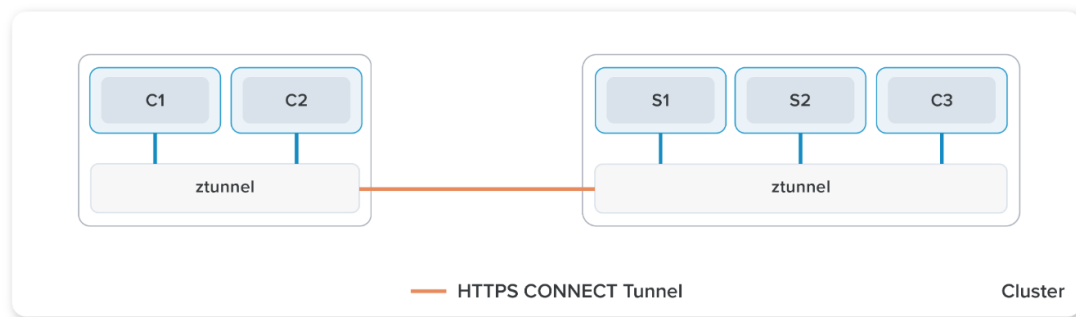 C1
C2
S1
S2
C3
ztunnel
ztunnel
HTTPS CONNECT Tunnel
Cluster